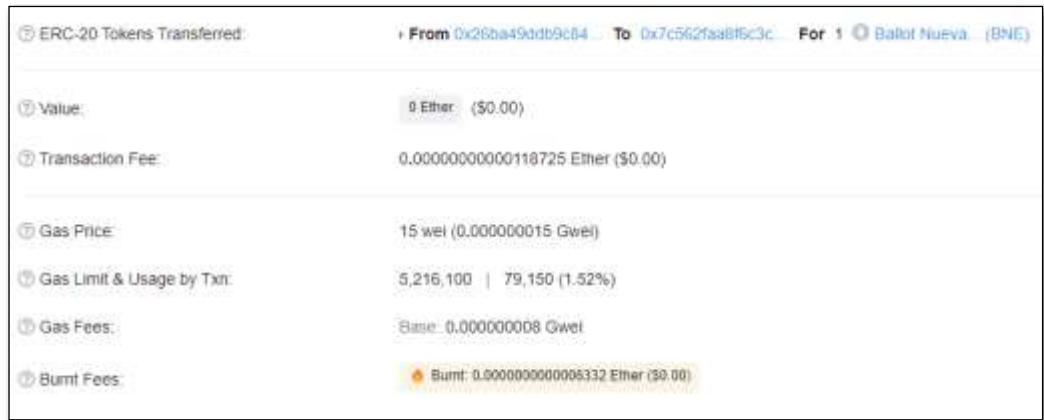 ERC-20 Tokens Transferred: From 0x26ba49ddb9c84... To 0x7c562faa8f6c3c... For 1 Ballot Nueva... (BNE)
Value: 0 Ether ($0.00)
Transaction Fee: 0.00000000000118725 Ether ($0.00)
Gas Price: 15 wei (0.000000015 Gwei)
Gas Limit & Usage by Txn: 5,216,100 | 79,150 (1.52%)
Gas Fees: Base: 0.000000008 Gwei
Burnt Fees: Burnt: 0.0000000000006332 Ether ($0.00)